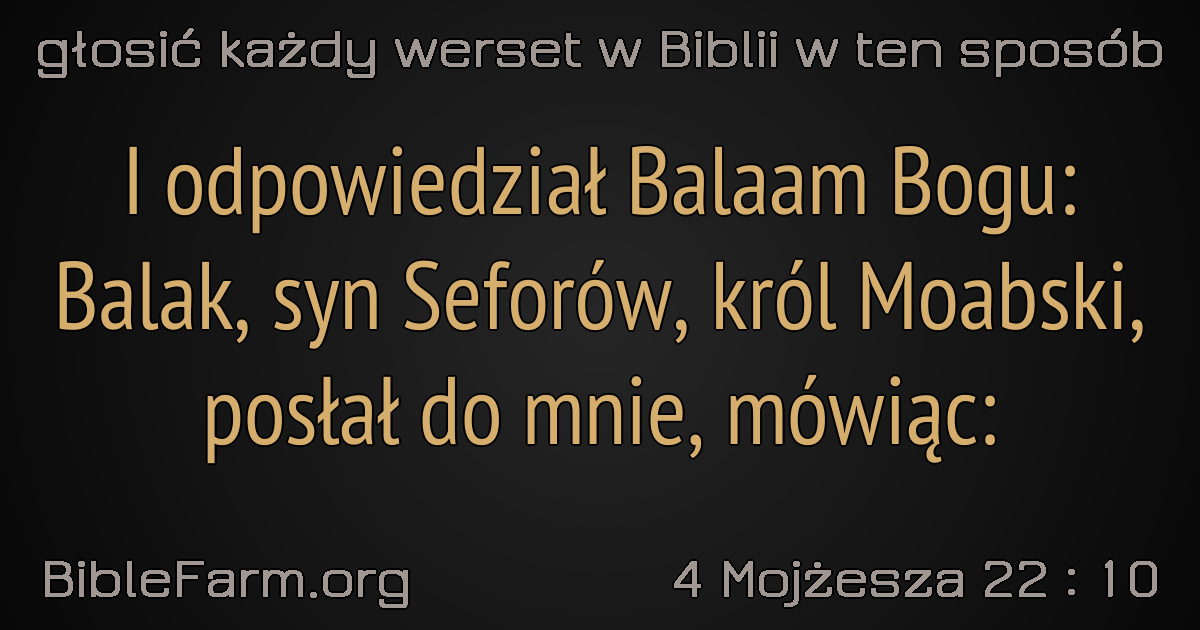 głosić każdy werset w Biblii w ten sposób
I odpowiedział Balaam Bogu:
Balak, syn Seforów, król Moabski,
posłał do mnie, mówiąc:
BibleFarm.org
4 Mojżesza 22 : 10